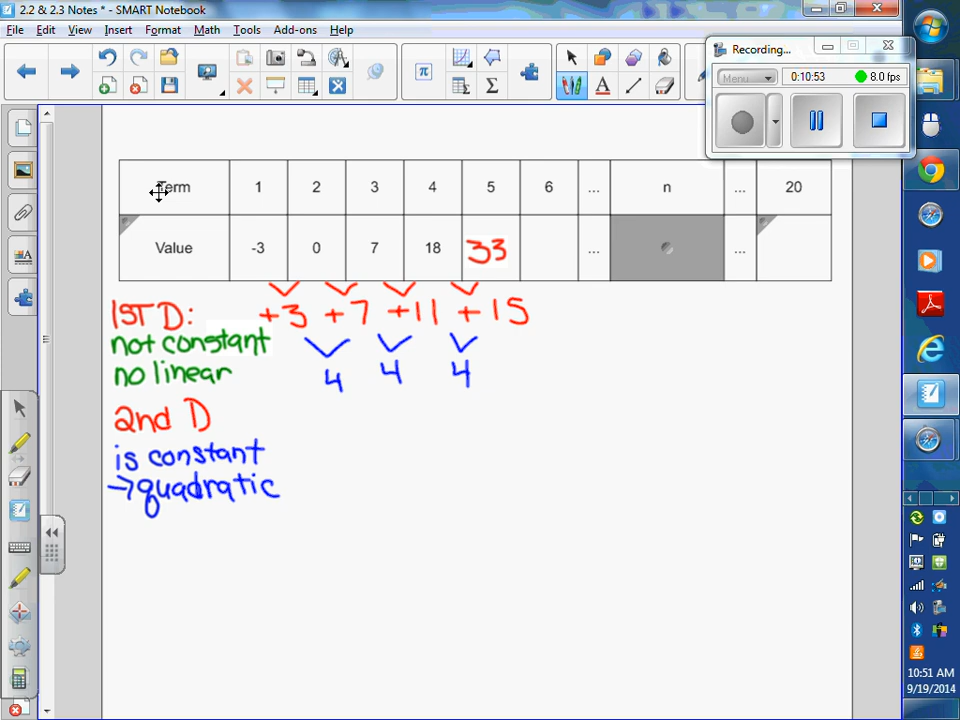 2.2 & 2.3 Notes * - SMART Notebook
File Edit View Insert Format Math Tools Add-ons Help
Recording...
Menu 0:10:53 8.0 fps
Term 1 2 3 4 5 6 ... n ... 20
Value -3 0 7 18 33 ... ...
1ST D: +3 +7 +11 +15
not constant
no linear 4 4 4
2nd D
is constant
→quadratic
10:51 AM
9/19/2014